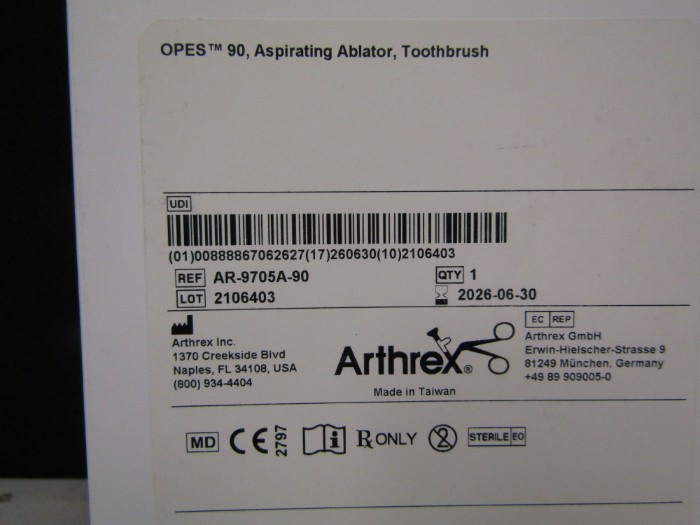 OPES™ 90, Aspirating Ablator, Toothbrush
UDI
(01)00888867062627(17)260630(10)2106403
REF AR-9705A-90
QTY 1
LOT 2106403
2026-06-30
Arthrex Inc.
1370 Creekside Blvd
Naples, FL 34108, USA
(800) 934-4404
Arthrex®
Made in Taiwan
EC REP
Arthrex GmbH
Erwin-Hielscher-Strasse 9
81249 München, Germany
+49 89 909005-0
MD CE 2797 i RX ONLY 2 STERILE EO